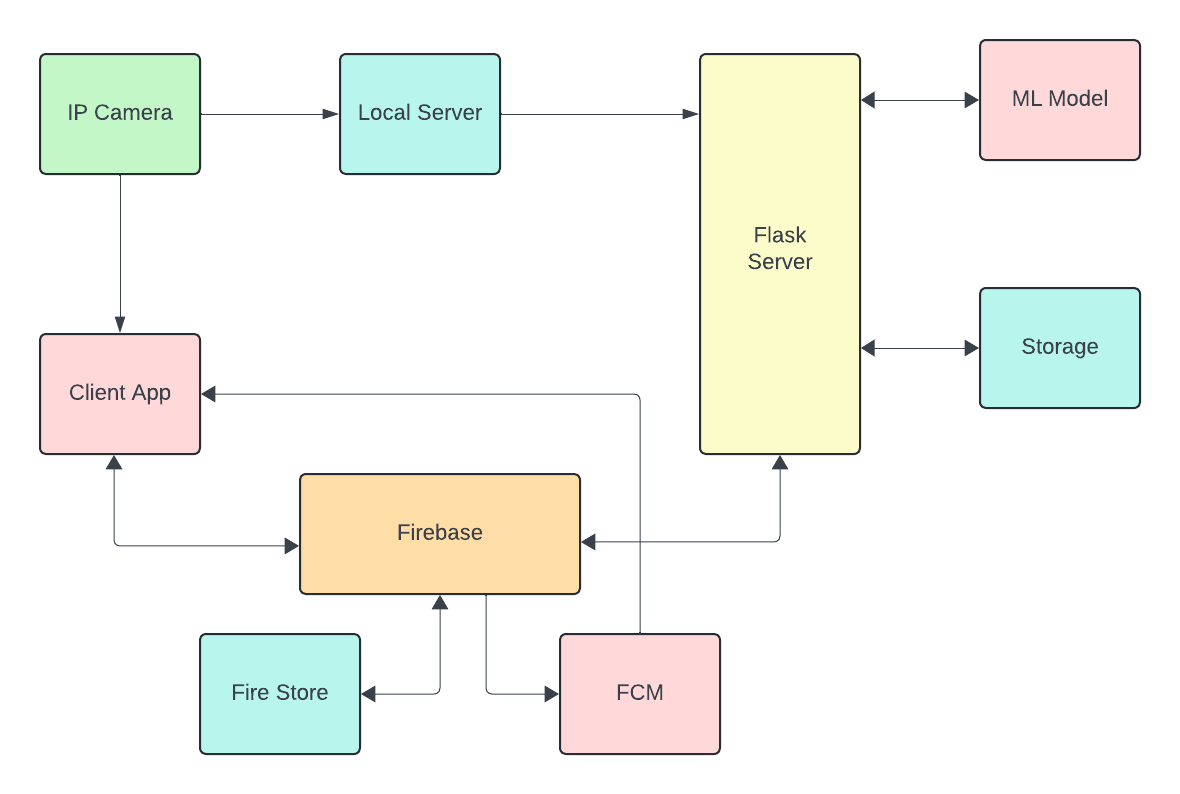 IP Camera
Local Server
ML Model
Flask
Server
Storage
Client App
Firebase
Fire Store
FCM